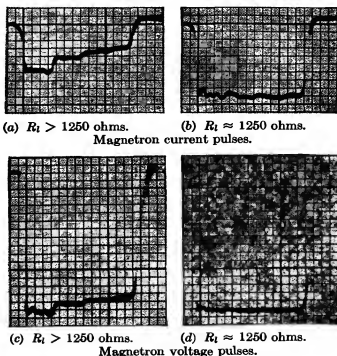 (a) R_l > 1250 ohms. (b) R_l ≈ 1250 ohms.
Magnetron current pulses.
(c) R_l > 1250 ohms. (d) R_l ≈ 1250 ohms.
Magnetron voltage pulses.